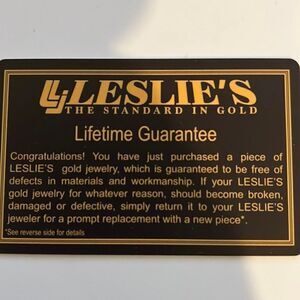 LESLIE'S
THE STANDARD IN GOLD
Lifetime Guarantee
Congratulations! You have just purchased a piece of
LESLIE'S gold jewelry, which is guaranteed to be free of
defects in materials and workmanship. If your LESLIE'S
gold jewelry for whatever reason, should become broken,
damaged or defective, simply return it to your LESLIE'S
jeweler for a prompt replacement with a new piece*.
*See reverse side for details